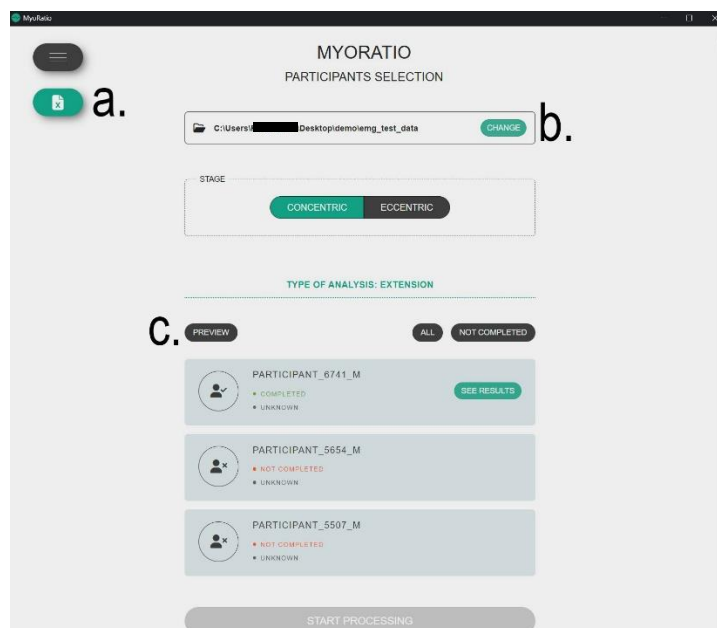 MyoRatio
MYORATIO
PARTICIPANTS SELECTION
a.
C:\Users\ Desktop\demo\emg_test_data CHANGE b.
STAGE
CONCENTRIC ECCENTRIC
TYPE OF ANALYSIS: EXTENSION
c. PREVIEW ALL NOT COMPLETED
PARTICIPANT_6741_M
• COMPLETED SEE RESULTS
• UNKNOWN
PARTICIPANT_5654_M
• NOT COMPLETED
• UNKNOWN
PARTICIPANT_5507_M
• NOT COMPLETED
• UNKNOWN
START PROCESSING